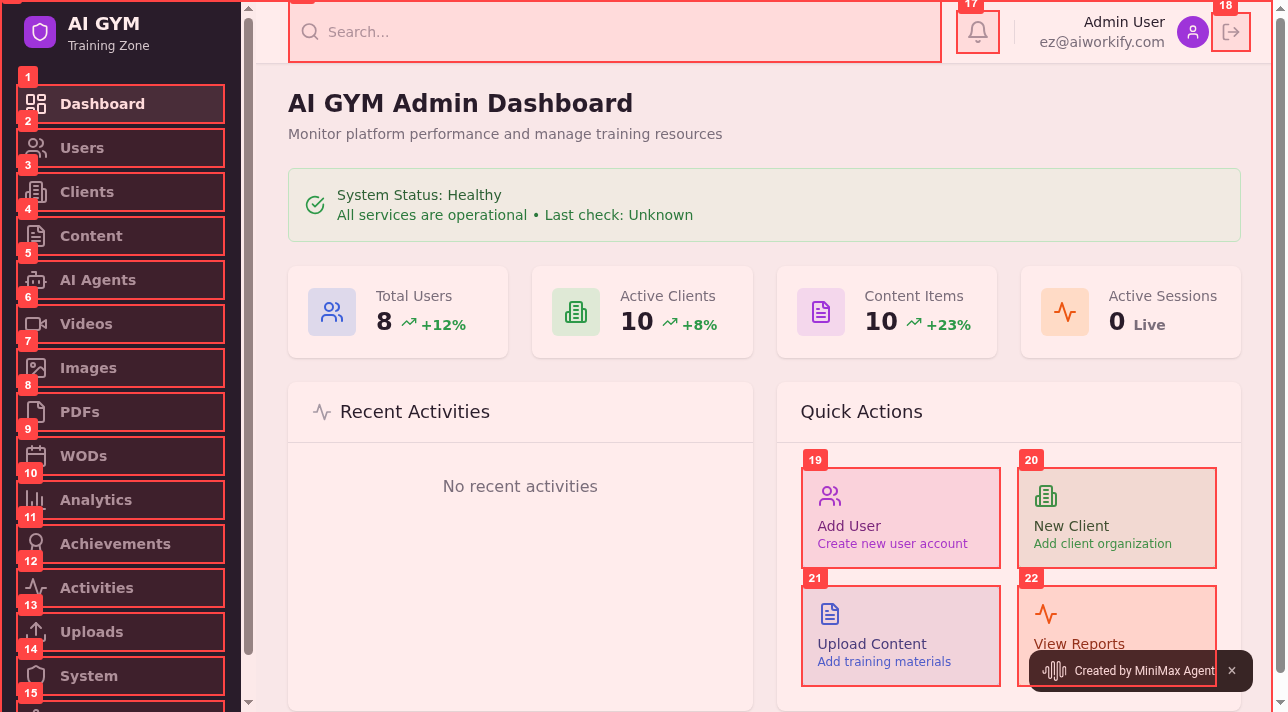 AI GYM
Training Zone
1
Dashboard
2
Users
3
Clients
4
Content
5
AI Agents
6
Videos
7
Images
8
PDFs
9
WODs
10
Analytics
11
Achievements
12
Activities
13
Uploads
14
System
15
Search...
17
Admin User
ez@aiworkify.com
18
AI GYM Admin Dashboard
Monitor platform performance and manage training resources
System Status: Healthy
All services are operational • Last check: Unknown
Total Users
8 +12%
Active Clients
10 +8%
Content Items
10 +23%
Active Sessions
0 Live
Recent Activities
No recent activities
Quick Actions
19
Add User
Create new user account
20
New Client
Add client organization
21
Upload Content
Add training materials
22
View Reports
Created by MiniMax Agent ×